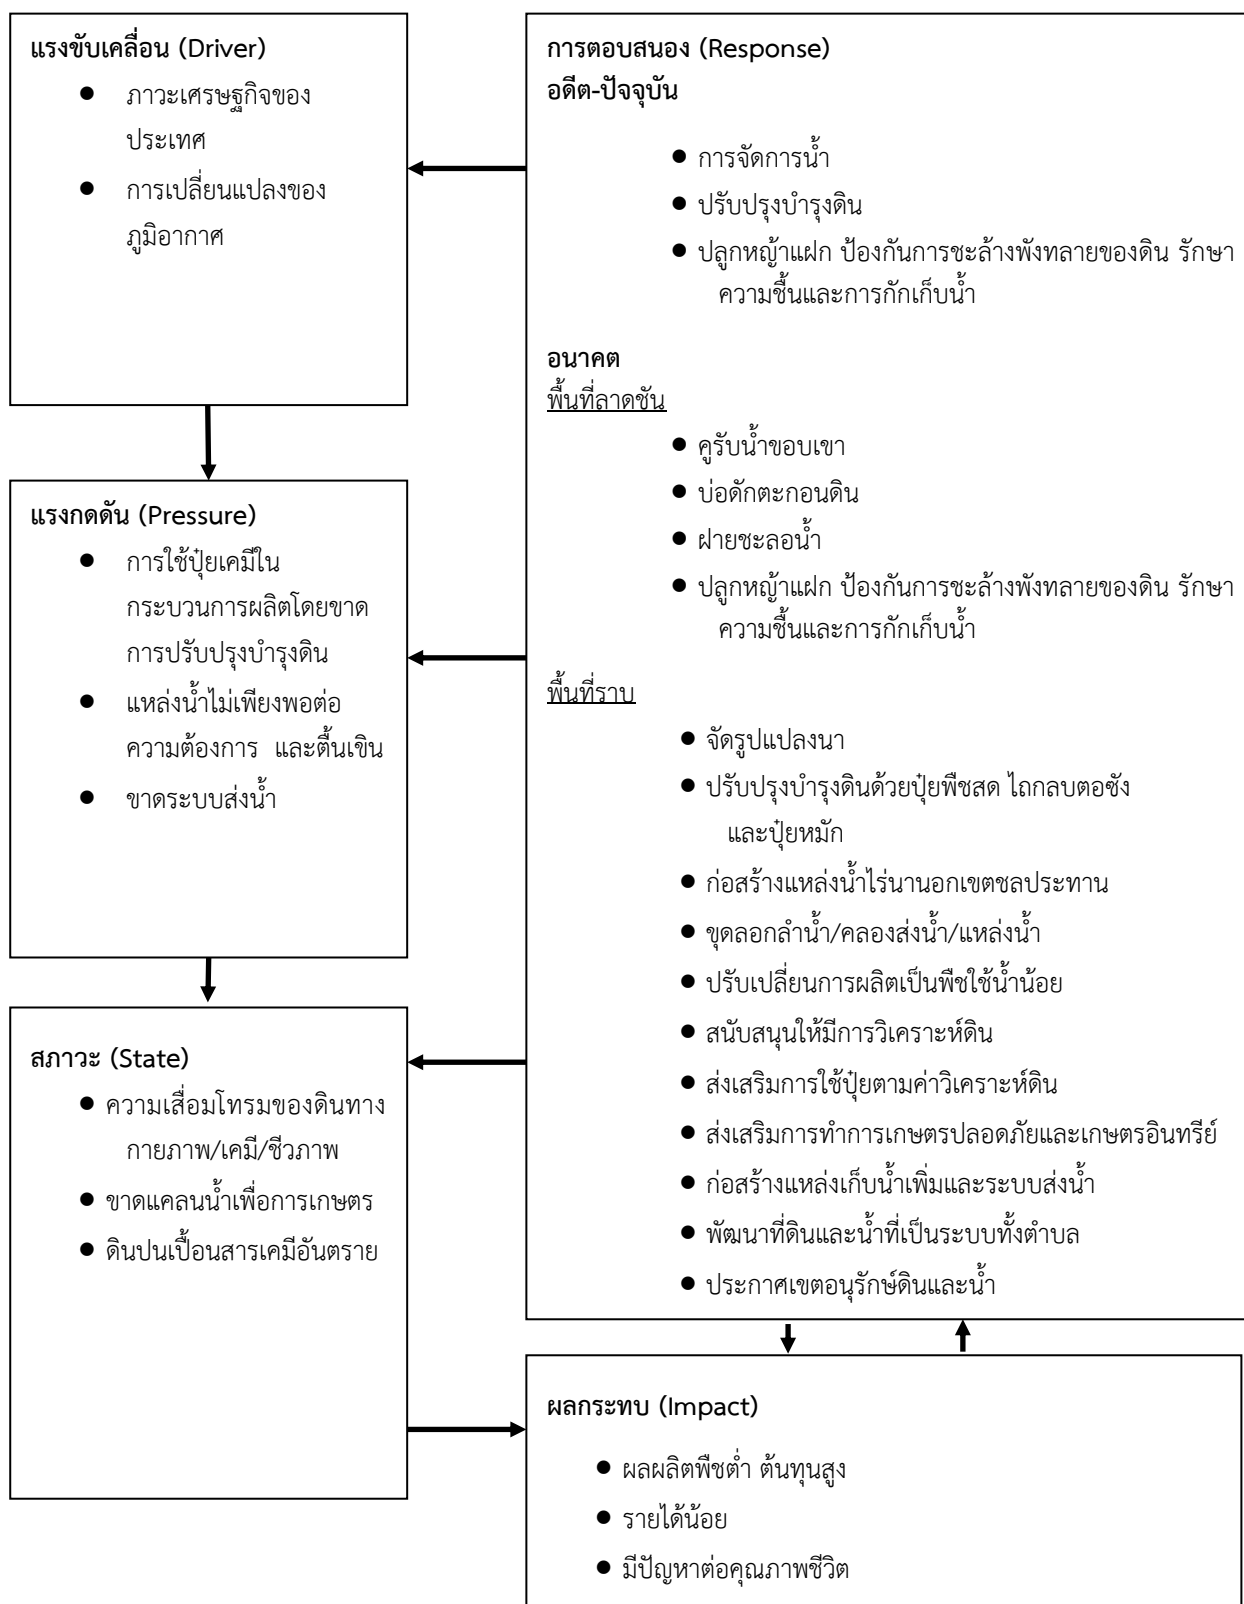 แรงขับเคลื่อน (Driver)
● ภาวะเศรษฐกิจของ
ประเทศ
● การเปลี่ยนแปลงของ
ภูมิอากาศ
แรงกดดัน (Pressure)
● การใช้ปุ๋ยเคมีใน
กระบวนการผลิตโดยขาด
การปรับปรุงบำรุงดิน
● แหล่งน้ำไม่เพียงพอต่อ
ความต้องการ และตื้นเขิน
● ขาดระบบส่งน้ำ
สภาวะ (State)
● ความเสื่อมโทรมของดินทาง
กายภาพ/เคมี/ชีวภาพ
● ขาดแคลนน้ำเพื่อการเกษตร
● ดินปนเปื้อนสารเคมีอันตราย
การตอบสนอง (Response)
อดีต-ปัจจุบัน
● การจัดการน้ำ
● ปรับปรุงบำรุงดิน
● ปลูกหญ้าแฝก ป้องกันการชะล้างพังทลายของดิน รักษา
ความชื้นและการกักเก็บน้ำ
อนาคต
พื้นที่ลาดชัน
● คูรับน้ำขอบเขา
● บ่อดักตะกอนดิน
● ฝายชะลอน้ำ
● ปลูกหญ้าแฝก ป้องกันการชะล้างพังทลายของดิน รักษา
ความชื้นและการกักเก็บน้ำ
พื้นที่ราบ
● จัดรูปแปลงนา
● ปรับปรุงบำรุงดินด้วยปุ๋ยพืชสด ไถกลบตอซัง
และปุ๋ยหมัก
● ก่อสร้างแหล่งน้ำไร่นานอกเขตชลประทาน
● ขุดลอกลำน้ำ/คลองส่งน้ำ/แหล่งน้ำ
● ปรับเปลี่ยนการผลิตเป็นพืชใช้น้ำน้อย
● สนับสนุนให้มีการวิเคราะห์ดิน
● ส่งเสริมการใช้ปุ๋ยตามค่าวิเคราะห์ดิน
● ส่งเสริมการทำการเกษตรปลอดภัยและเกษตรอินทรีย์
● ก่อสร้างแหล่งเก็บน้ำเพิ่มและระบบส่งน้ำ
● พัฒนาที่ดินและน้ำที่เป็นระบบทั้งตำบล
● ประกาศเขตอนุรักษ์ดินและน้ำ
ผลกระทบ (Impact)
● ผลผลิตพืชต่ำ ต้นทุนสูง
● รายได้น้อย
● มีปัญหาต่อคุณภาพชีวิต